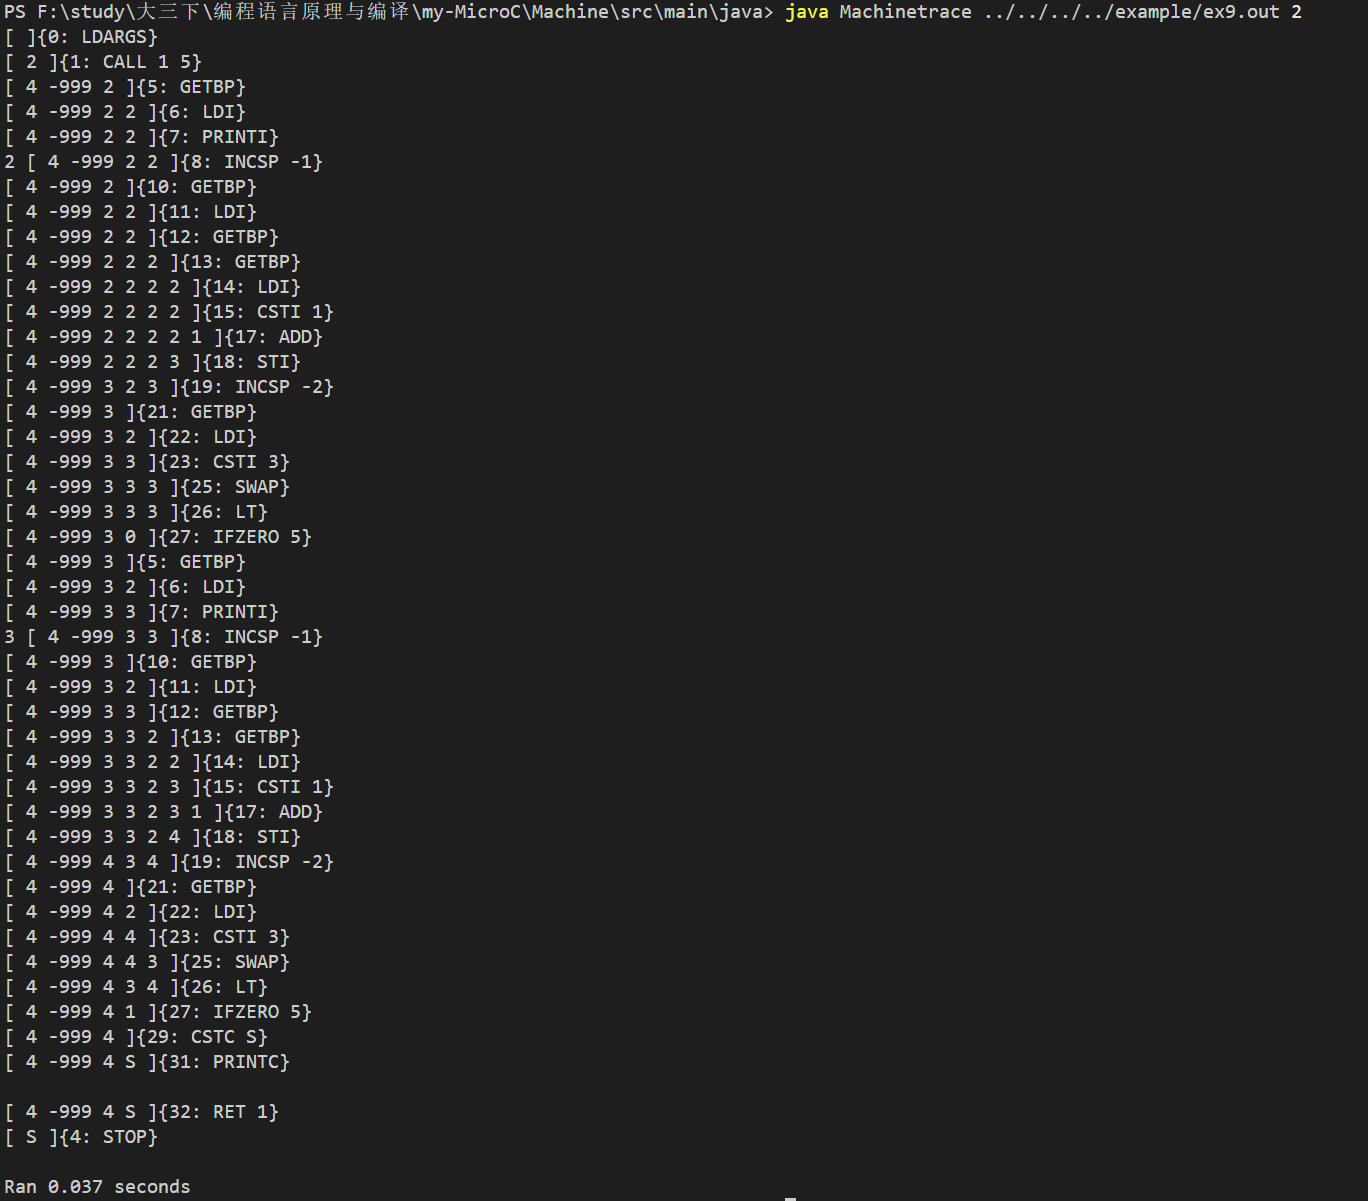 PS F:\study\大三下\编程语言原理与编译\my-MicroC\Machine\src\main\java> java Machinetrace ../../../../example/ex9.out 2
[ ]{0: LDARGS}
[ 2 ]{1: CALL 1 5}
[ 4 -999 2 ]{5: GETBP}
[ 4 -999 2 2 ]{6: LDI}
[ 4 -999 2 2 ]{7: PRINTI}
2 [ 4 -999 2 2 ]{8: INCSP -1}
[ 4 -999 2 ]{10: GETBP}
[ 4 -999 2 2 ]{11: LDI}
[ 4 -999 2 2 ]{12: GETBP}
[ 4 -999 2 2 2 ]{13: GETBP}
[ 4 -999 2 2 2 2 ]{14: LDI}
[ 4 -999 2 2 2 2 ]{15: CSTI 1}
[ 4 -999 2 2 2 2 1 ]{17: ADD}
[ 4 -999 2 2 2 3 ]{18: STI}
[ 4 -999 3 2 3 ]{19: INCSP -2}
[ 4 -999 3 ]{21: GETBP}
[ 4 -999 3 2 ]{22: LDI}
[ 4 -999 3 3 ]{23: CSTI 3}
[ 4 -999 3 3 3 ]{25: SWAP}
[ 4 -999 3 3 3 ]{26: LT}
[ 4 -999 3 0 ]{27: IFZERO 5}
[ 4 -999 3 ]{5: GETBP}
[ 4 -999 3 2 ]{6: LDI}
[ 4 -999 3 3 ]{7: PRINTI}
3 [ 4 -999 3 3 ]{8: INCSP -1}
[ 4 -999 3 ]{10: GETBP}
[ 4 -999 3 2 ]{11: LDI}
[ 4 -999 3 3 ]{12: GETBP}
[ 4 -999 3 3 2 ]{13: GETBP}
[ 4 -999 3 3 2 2 ]{14: LDI}
[ 4 -999 3 3 2 3 ]{15: CSTI 1}
[ 4 -999 3 3 2 3 1 ]{17: ADD}
[ 4 -999 3 3 2 4 ]{18: STI}
[ 4 -999 4 3 4 ]{19: INCSP -2}
[ 4 -999 4 ]{21: GETBP}
[ 4 -999 4 2 ]{22: LDI}
[ 4 -999 4 4 ]{23: CSTI 3}
[ 4 -999 4 4 3 ]{25: SWAP}
[ 4 -999 4 3 4 ]{26: LT}
[ 4 -999 4 1 ]{27: IFZERO 5}
[ 4 -999 4 ]{29: CSTC S}
[ 4 -999 4 S ]{31: PRINTC}
[ 4 -999 4 S ]{32: RET 1}
[ S ]{4: STOP}
Ran 0.037 seconds